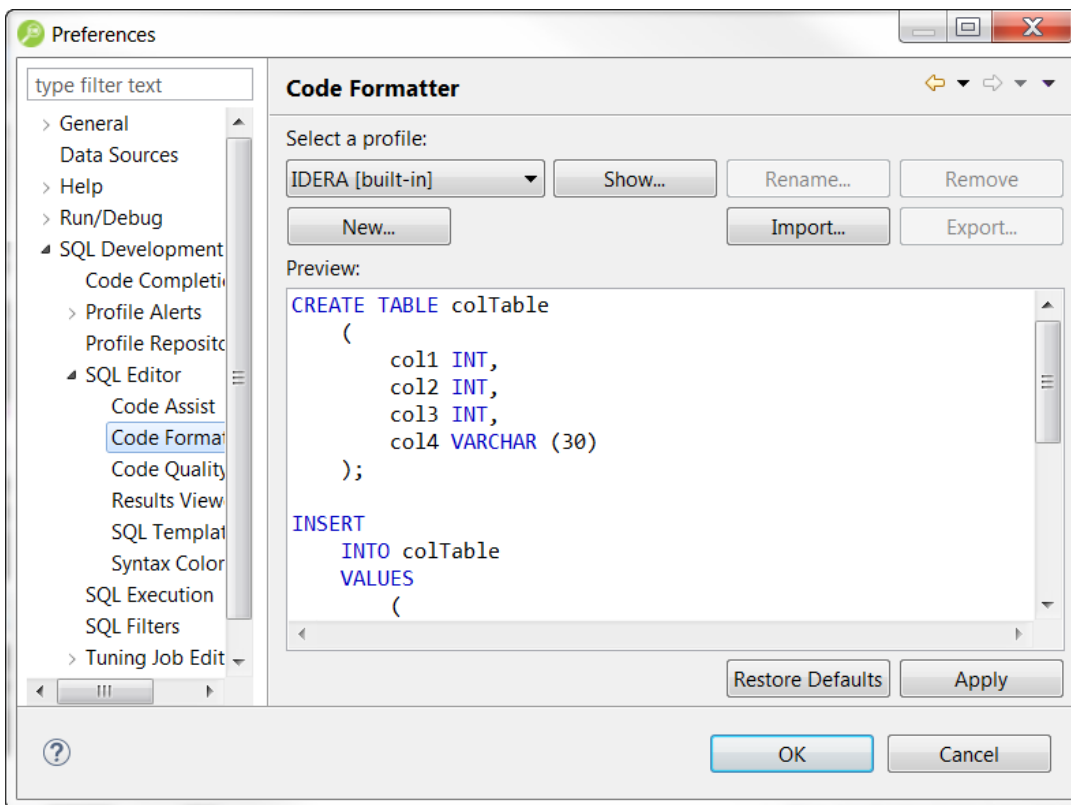 Preferences
type filter text
General
Data Sources
Help
Run/Debug
SQL Development
Code Completi
Profile Alerts
Profile Reposito
SQL Editor
Code Assist
Code Format
Code Quality
Results View
SQL Templat
Syntax Color
SQL Execution
SQL Filters
Tuning Job Edit
Code Formatter
Select a profile:
IDERA [built-in] Show... Rename... Remove
New... Import... Export...
Preview:
CREATE TABLE colTable
(
col1 INT,
col2 INT,
col3 INT,
col4 VARCHAR (30)
);
INSERT
INTO colTable
VALUES
(
Restore Defaults Apply
OK Cancel